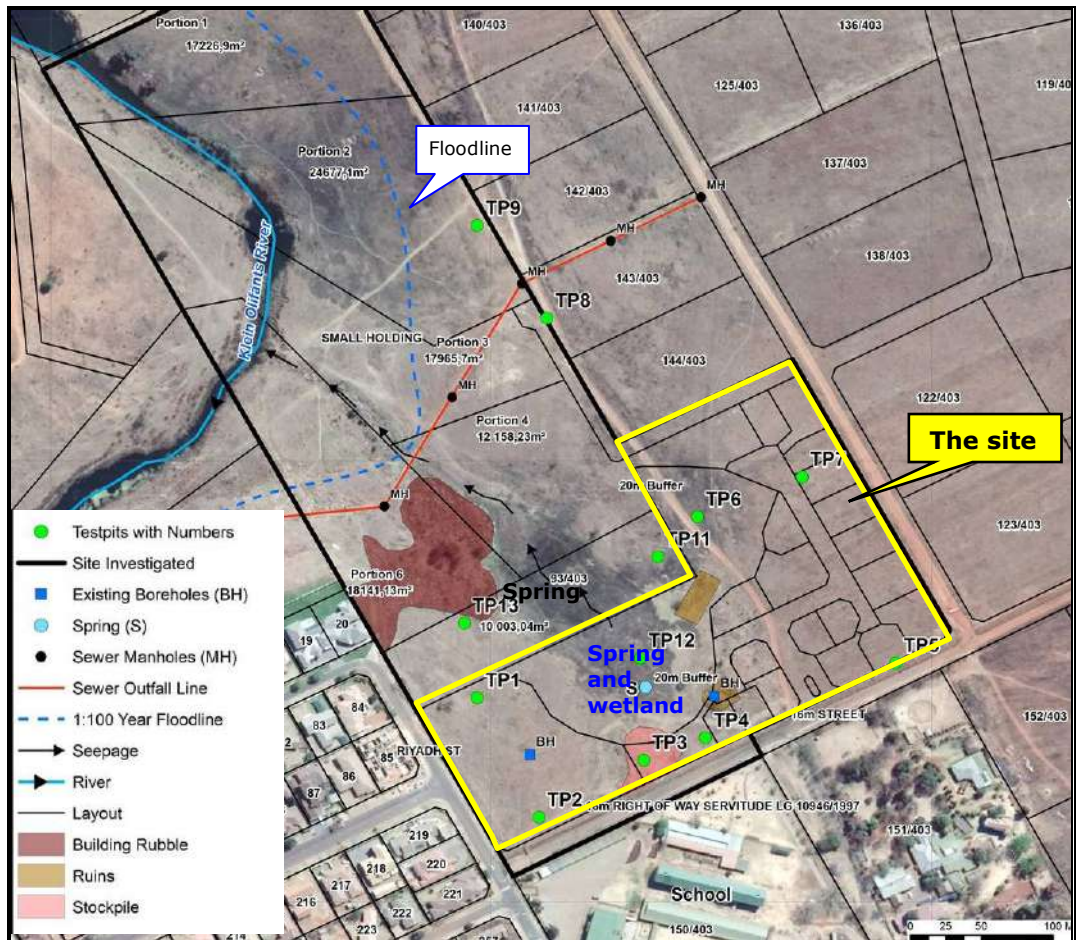 Portion 1
17226,9m²
140/403
136/403
125/403
141/403
Floodline
Portion 2
24677,1m²
137/403
142/403
MH
TP9
MH
138/403
MH
143/403
Klein Olifants River
TP8
SMALL HOLDING
Portion 3
17965,7m²
144/403
MH
122/403
Portion 4
12 158,23m²
The site
TP7
20m Buffer
MH
TP6
123/403
TP11
Portion 6
18141,13m²
93/403
Spring
TP13
10 003,04m²
19
20
TP12
Spring
and
wetland
20m Buffer
S
BH
TP5
TP1
16m STREET
152/403
TP4
84
83
RIYADH ST
85
BH
TP3
86
87
TP2
16m RIGHT OF WAY SERVITUDE LG 10946/1997
151/403
219
218
220
217
221
School
216
222
223
150/403
Testpits with Numbers
Site Investigated
Existing Boreholes (BH)
Spring (S)
Sewer Manholes (MH)
Sewer Outfall Line
1:100 Year Floodline
Seepage
River
Layout
Building Rubble
Ruins
Stockpile
0 25 50 100